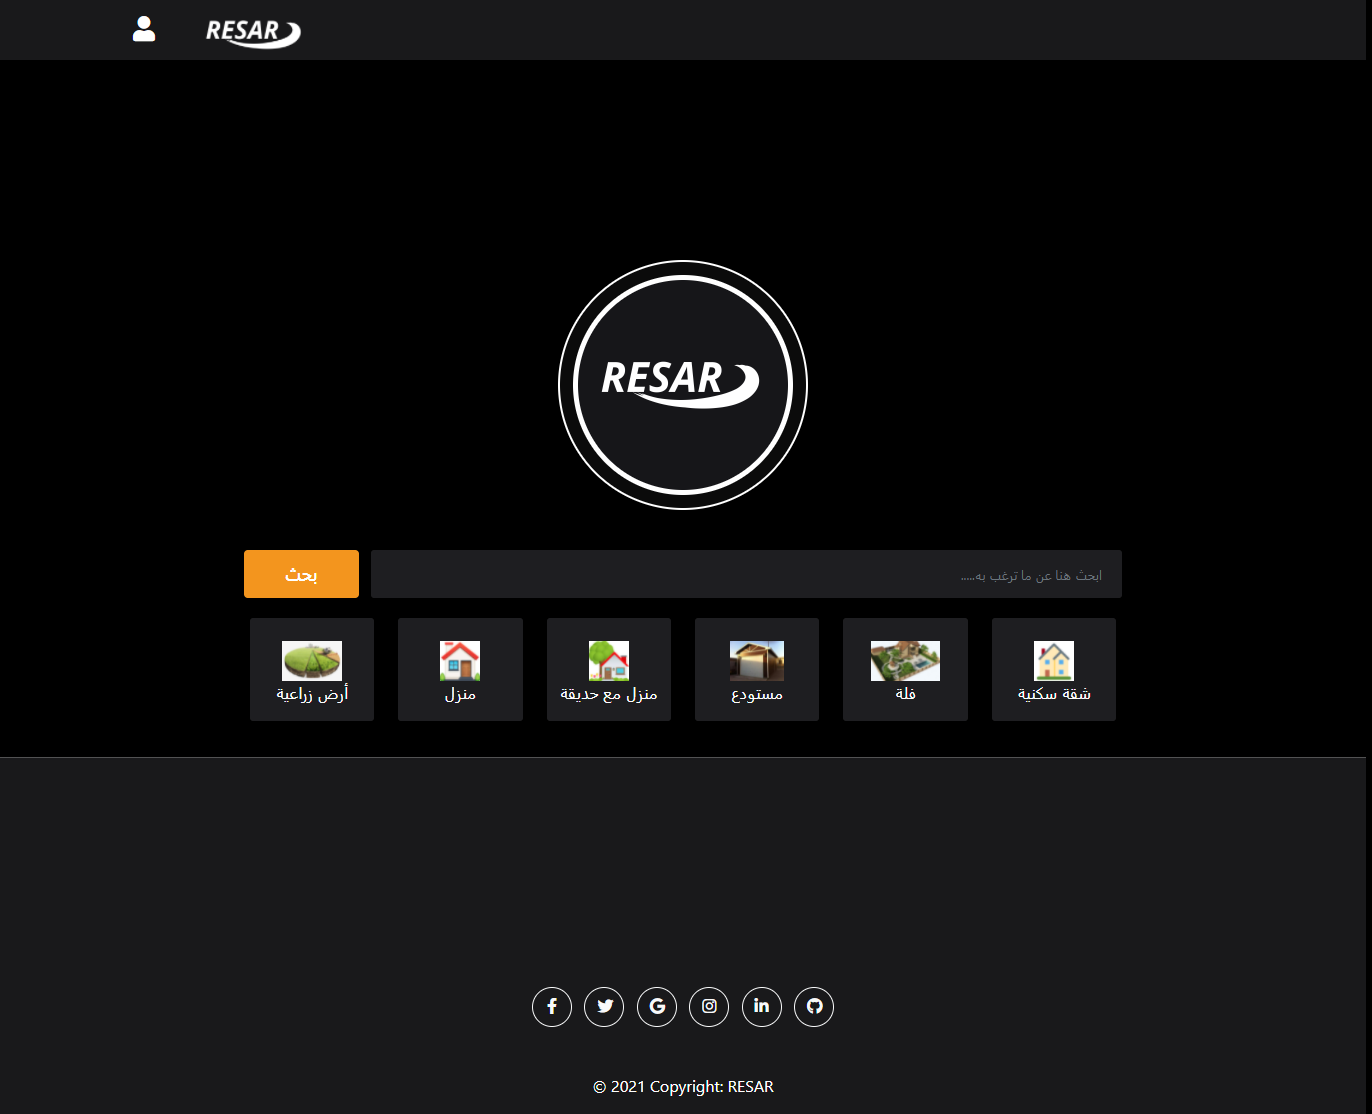 RESAR
RESAR
ابحث هنا عن ما ترغب به.....
بحث
شقة سكنية
فلة
مستودع
منزل مع حديقة
منزل
أرض زراعية
© 2021 Copyright: RESAR